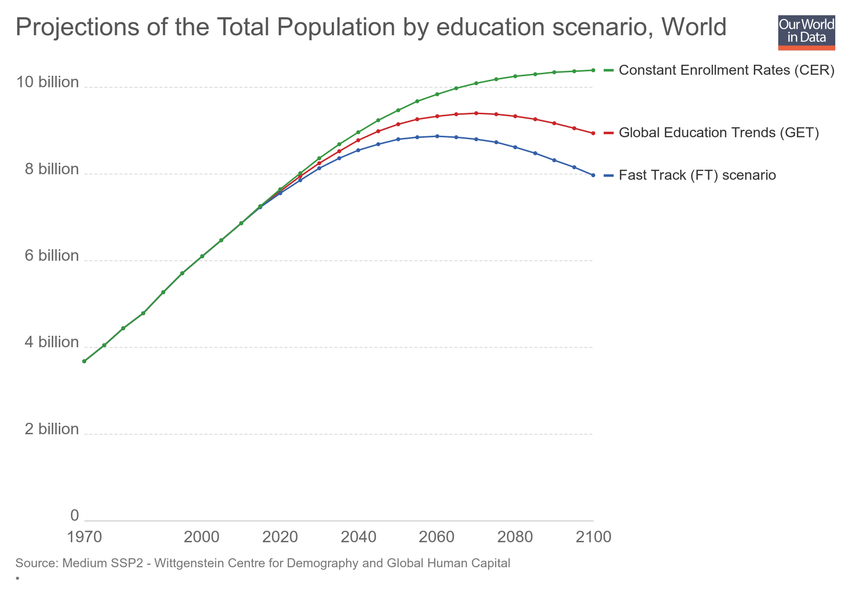 Projections of the Total Population by education scenario, World
Our World
in Data
10 billion
8 billion
6 billion
4 billion
2 billion
0
Constant Enrollment Rates (CER)
Global Education Trends (GET)
Fast Track (FT) scenario
1970 2000 2020 2040 2060 2080 2100
Source: Medium SSP2 - Wittgenstein Centre for Demography and Global Human Capital
•